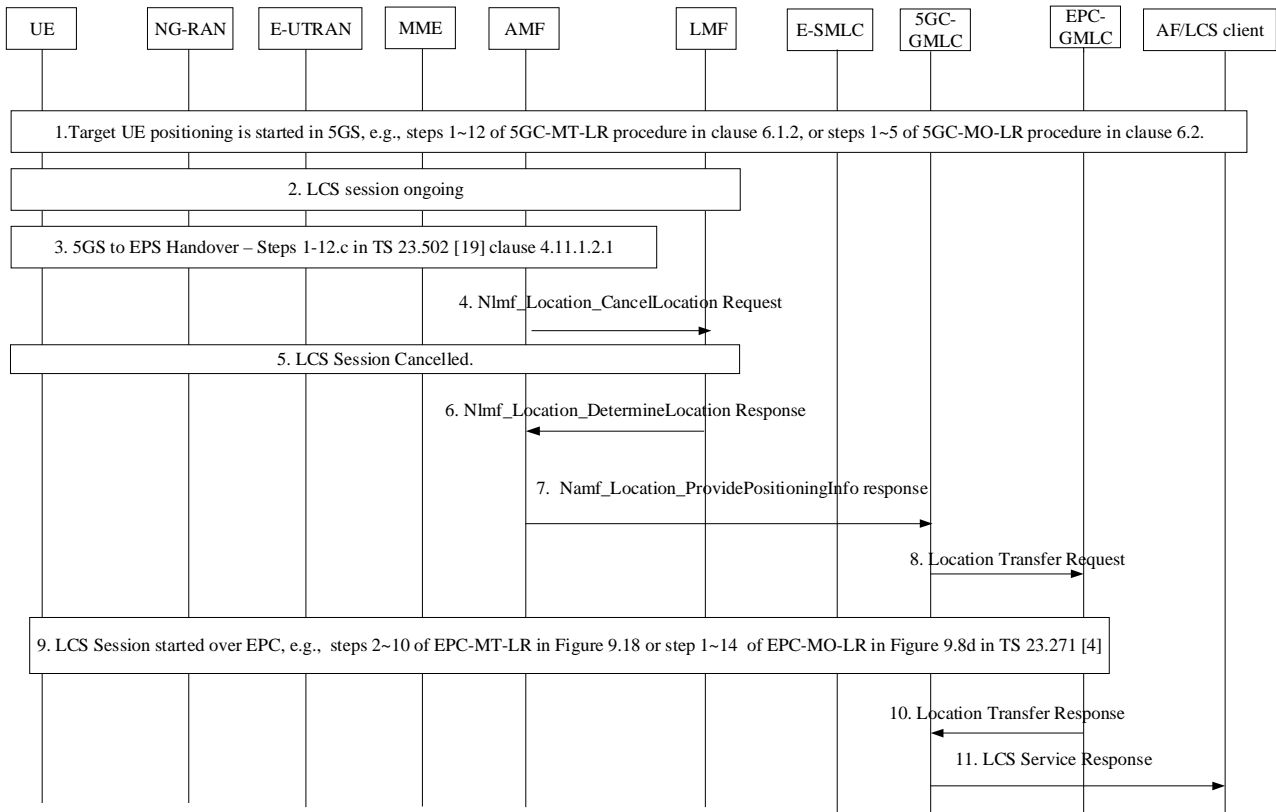 UE
NG-RAN
E-UTRAN
MME
AMF
LMF
E-SMLC
5GC-
GMLC
EPC-
GMLC
AF/LCS client
1.Target UE positioning is started in 5GS, e.g., steps 1~12 of 5GC-MT-LR procedure in clause 6.1.2, or steps 1~5 of 5GC-MO-LR procedure in clause 6.2.
2. LCS session ongoing
3. 5GS to EPS Handover – Steps 1-12.c in TS 23.502 [19] clause 4.11.1.2.1
4. Nlmf_Location_CancelLocation Request
5. LCS Session Cancelled.
6. Nlmf_Location_DetermineLocation Response
7. Namf_Location_ProvidePositioningInfo response
8. Location Transfer Request
9. LCS Session started over EPC, e.g., steps 2~10 of EPC-MT-LR in Figure 9.18 or step 1~14 of EPC-MO-LR in Figure 9.8d in TS 23.271 [4]
10. Location Transfer Response
11. LCS Service Response